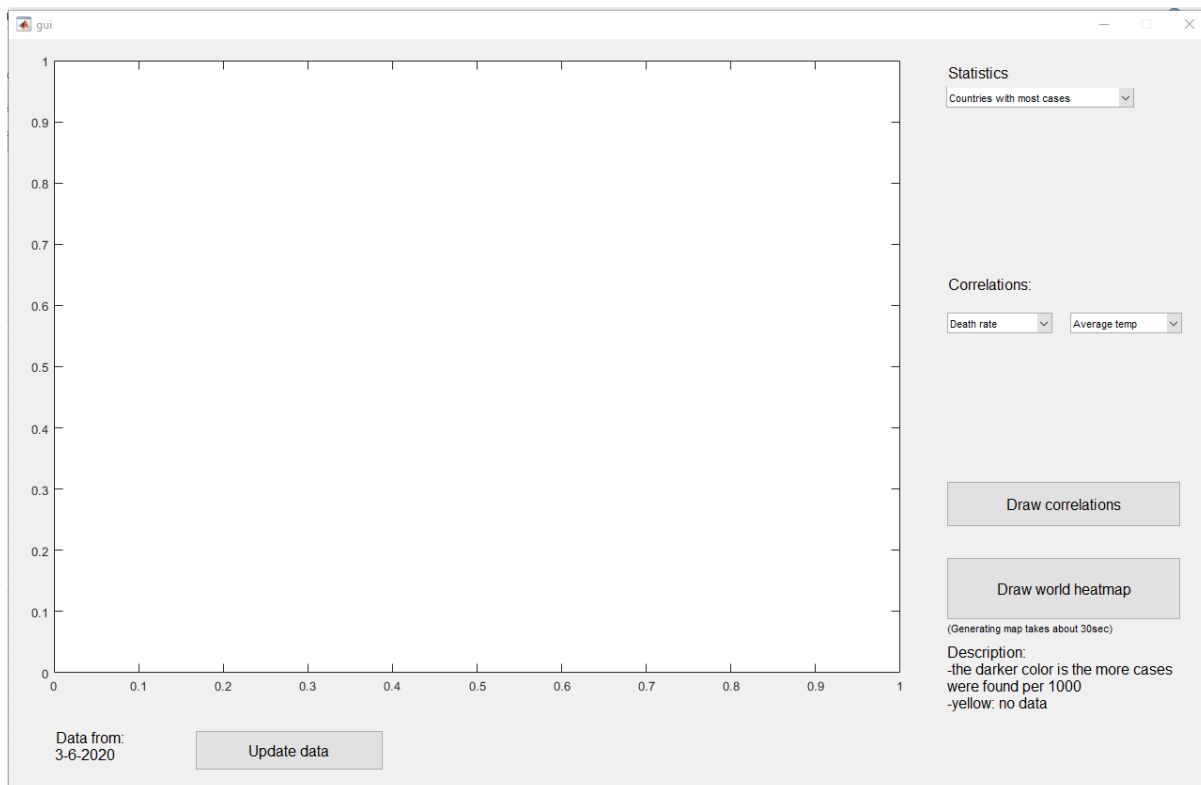 gui
Statistics
Countries with most cases
Correlations:
Death rate
Average temp
Draw correlations
Draw world heatmap
(Generating map takes about 30sec)
Description:
-the darker color is the more cases
were found per 1000
-yellow: no data
1
0.9
0.8
0.7
0.6
0.5
0.4
0.3
0.2
0.1
0
0 0.1 0.2 0.3 0.4 0.5 0.6 0.7 0.8 0.9 1
Data from:
3-6-2020
Update data